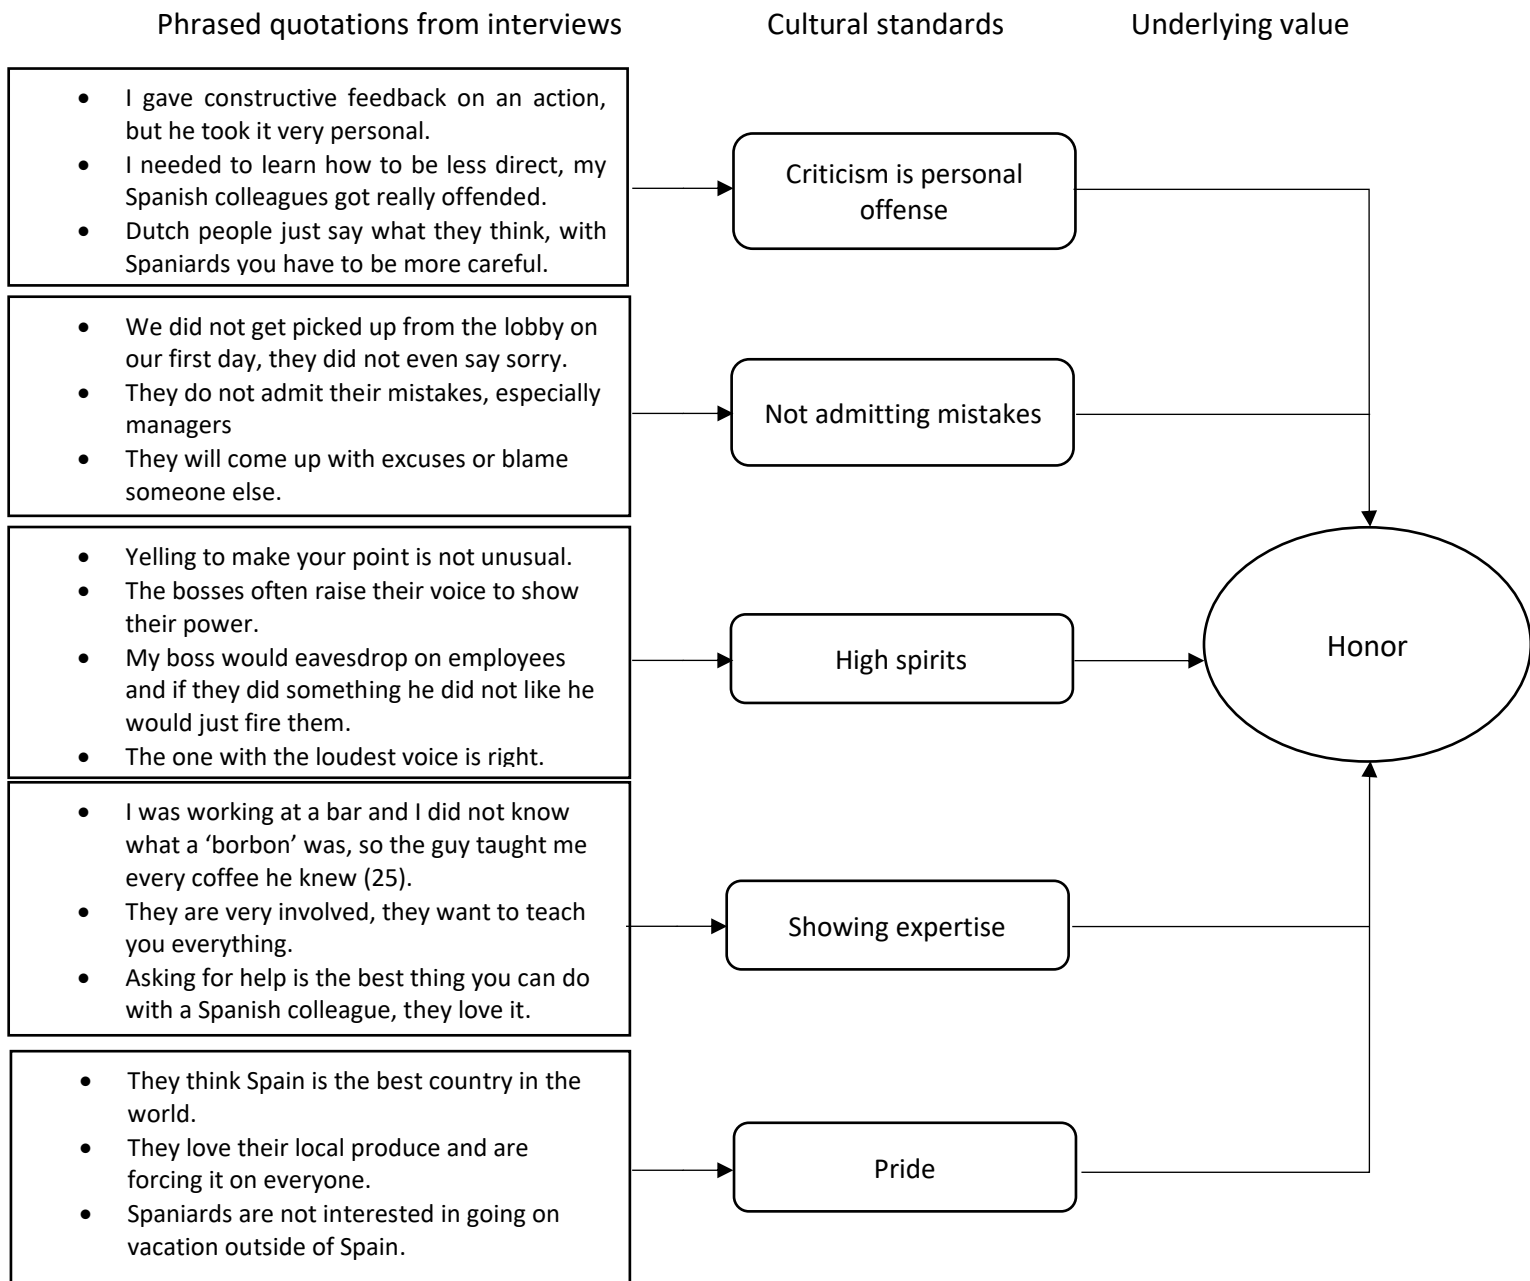 Phrased quotations from interviews
Cultural standards
Underlying value
• I gave constructive feedback on an action,
but he took it very personal.
• I needed to learn how to be less direct, my
Spanish colleagues got really offended.
• Dutch people just say what they think, with
Spaniards you have to be more careful.
Criticism is personal
offense
• We did not get picked up from the lobby on
our first day, they did not even say sorry.
• They do not admit their mistakes, especially
managers
• They will come up with excuses or blame
someone else.
Not admitting mistakes
• Yelling to make your point is not unusual.
• The bosses often raise their voice to show
their power.
• My boss would eavesdrop on employees
and if they did something he did not like he
would just fire them.
• The one with the loudest voice is right.
High spirits
Honor
• I was working at a bar and I did not know
what a ‘borbon’ was, so the guy taught me
every coffee he knew (25).
• They are very involved, they want to teach
you everything.
• Asking for help is the best thing you can do
with a Spanish colleague, they love it.
Showing expertise
• They think Spain is the best country in the
world.
• They love their local produce and are
forcing it on everyone.
• Spaniards are not interested in going on
vacation outside of Spain.
Pride